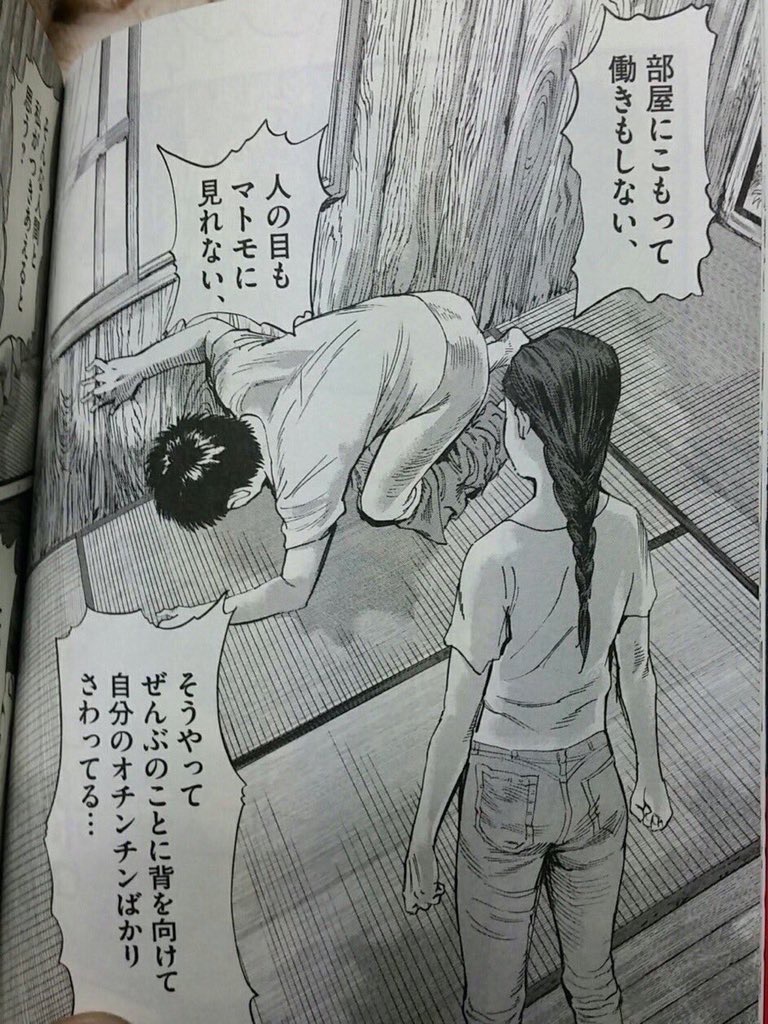 部屋にこもって
働きもしない、
人の目も
マトモに
見れない、
そうやって
ぜんぶのことに背を向けて
自分のオチンチンばかり
さわってる…